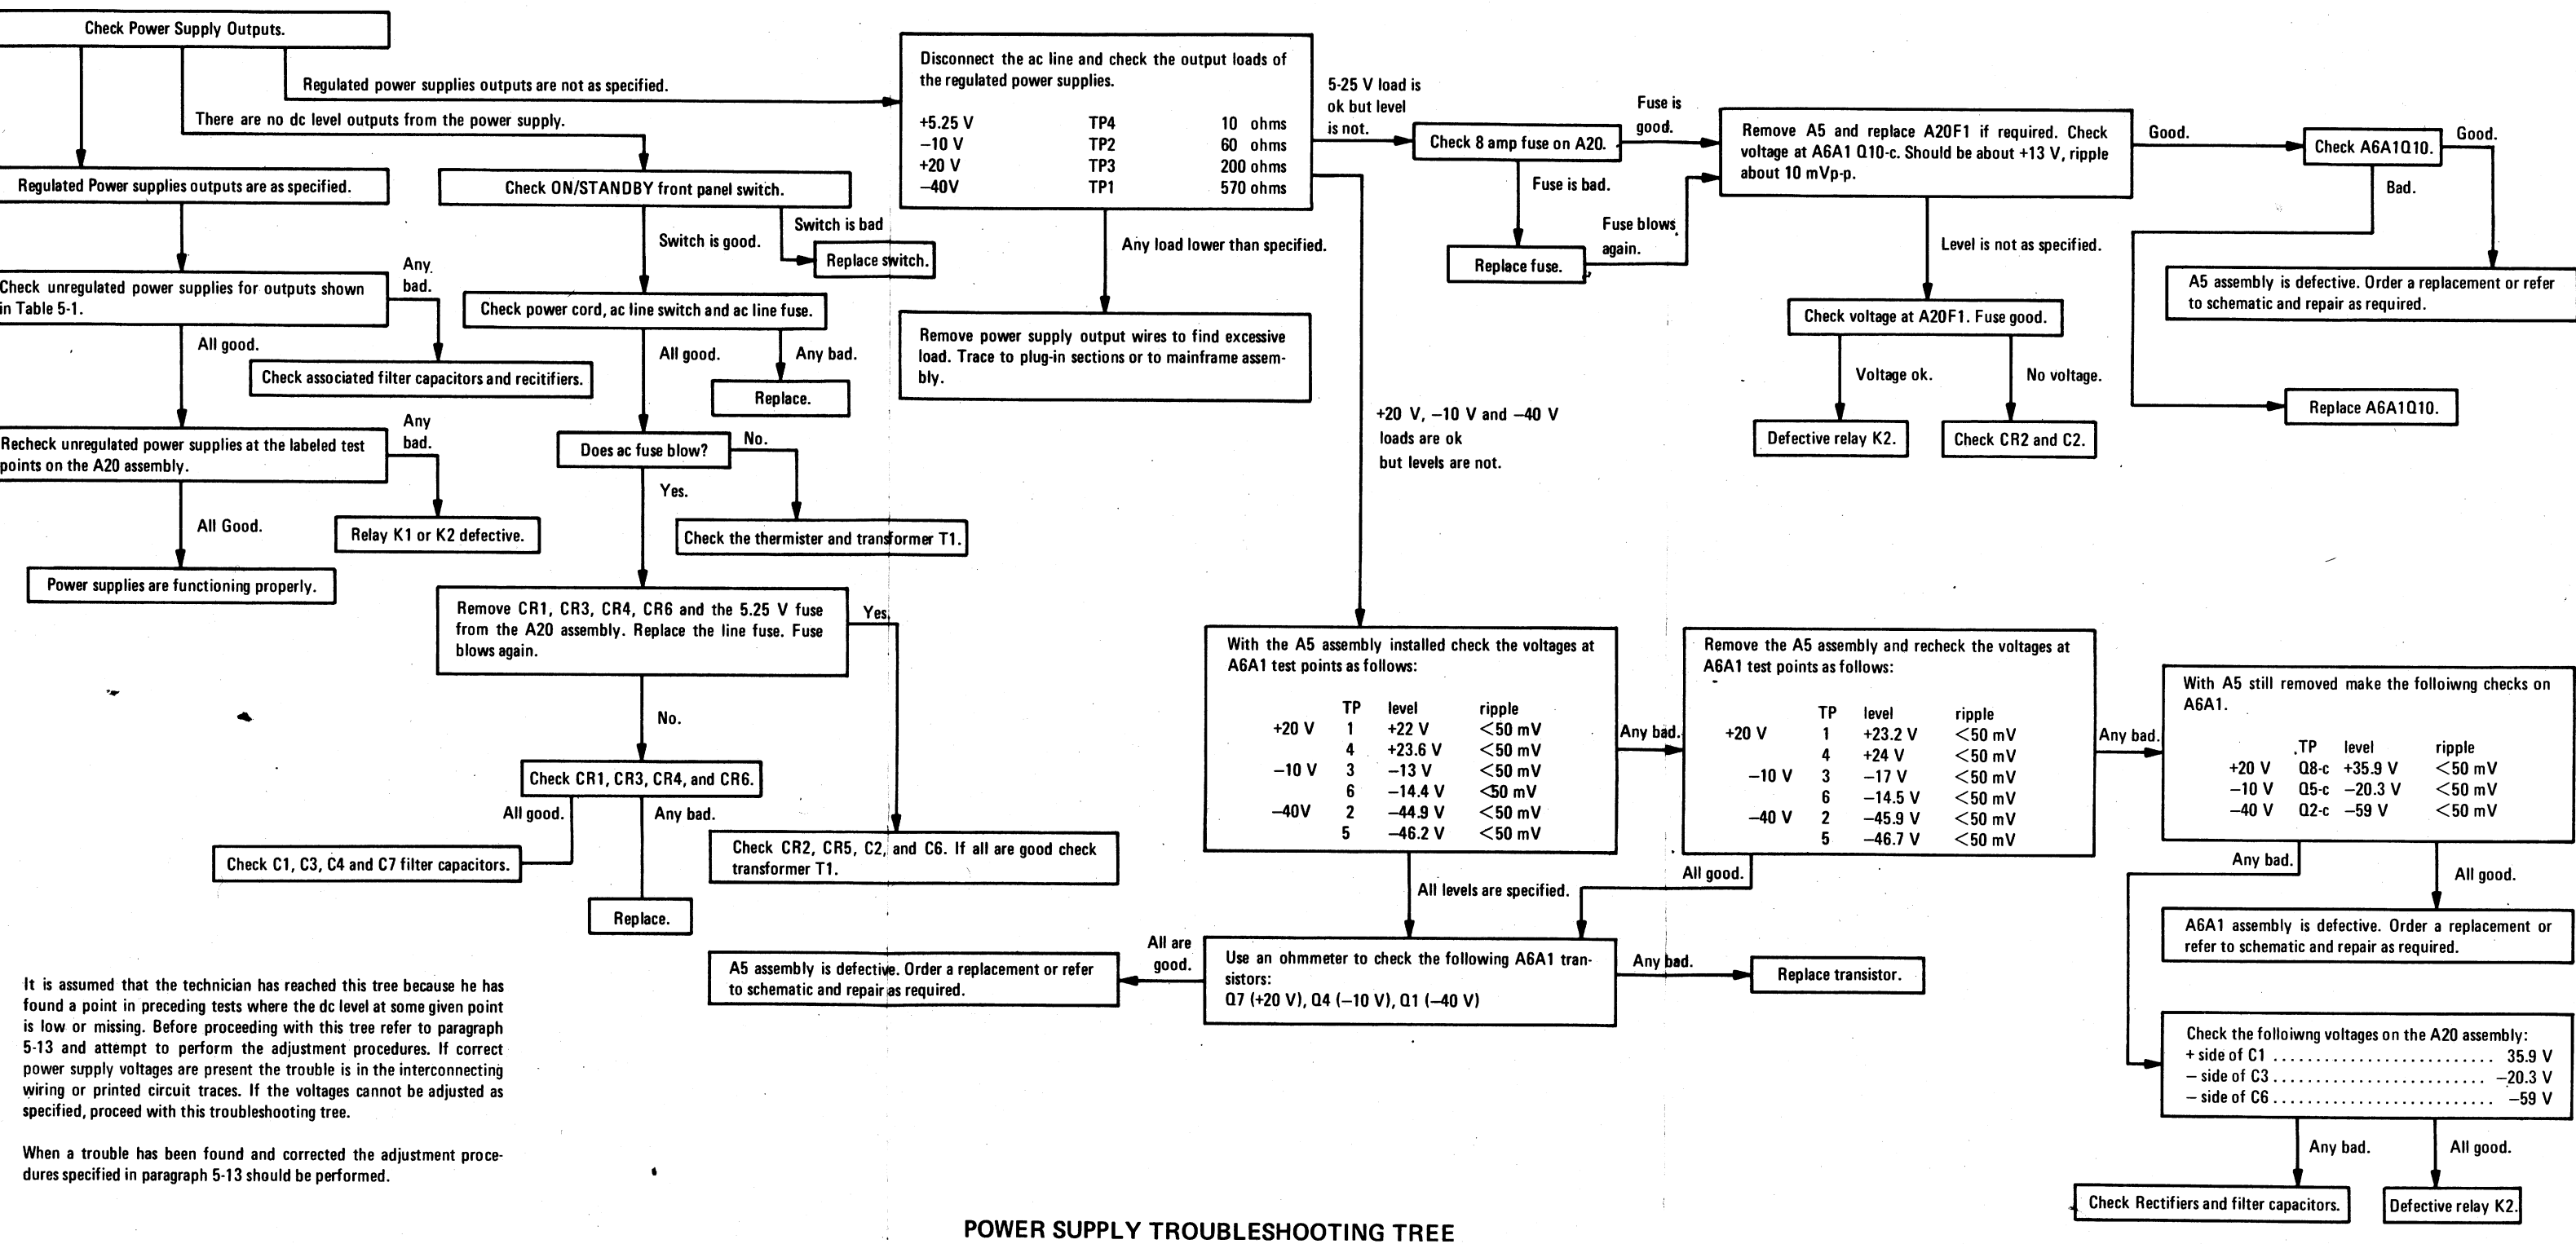 Check Power Supply Outputs.
Regulated power supplies outputs are not as specified.
There are no dc level outputs from the power supply.
Regulated Power supplies outputs are as specified.
Check unregulated power supplies for outputs shown
in Table 5-1.
Any
bad.
All good.
Check associated filter capacitors and recitifiers.
Recheck unregulated power supplies at the labeled test
points on the A20 assembly.
Any
bad.
All Good.
Relay K1 or K2 defective.
Power supplies are functioning properly.
Check ON/STANDBY front panel switch.
Switch is bad
Switch is good.
Replace switch.
Check power cord, ac line switch and ac line fuse.
All good.
Any bad.
Replace.
Does ac fuse blow?
No.
Yes.
Check the thermister and transformer T1.
Remove CR1, CR3, CR4, CR6 and the 5.25 V fuse
from the A20 assembly. Replace the line fuse. Fuse
blows again.
Yes.
No.
Check CR1, CR3, CR4, and CR6.
All good.
Any bad.
Check C1, C3, C4 and C7 filter capacitors.
Replace.
Check CR2, CR5, C2, and C6. If all are good check
transformer T1.
Disconnect the ac line and check the output loads of
the regulated power supplies.
+5.25 V TP4 10 ohms
−10 V TP2 60 ohms
+20 V TP3 200 ohms
−40V TP1 570 ohms
Any load lower than specified.
Remove power supply output wires to find excessive
load. Trace to plug-in sections or to mainframe assem-
bly.
5-25 V load is
ok but level
is not.
Check 8 amp fuse on A20.
Fuse is
good.
Fuse is bad.
Replace fuse.
Fuse blows
again.
Remove A5 and replace A20F1 if required. Check
voltage at A6A1 Q10-c. Should be about +13 V, ripple
about 10 mVp-p.
Good.
Level is not as specified.
Check voltage at A20F1. Fuse good.
Voltage ok.
No voltage.
Defective relay K2.
Check CR2 and C2.
Check A6A1Q10.
Good.
Bad.
A5 assembly is defective. Order a replacement or refer
to schematic and repair as required.
Replace A6A1Q10.
+20 V, −10 V and −40 V
loads are ok
but levels are not.
With the A5 assembly installed check the voltages at
A6A1 test points as follows:
TP level ripple
+20 V 1 +22 V <50 mV
4 +23.6 V <50 mV
−10 V 3 −13 V <50 mV
6 −14.4 V <50 mV
−40V 2 −44.9 V <50 mV
5 −46.2 V <50 mV
Any bad.
All levels are specified.
Remove the A5 assembly and recheck the voltages at
A6A1 test points as follows:
TP level ripple
+20 V 1 +23.2 V <50 mV
4 +24 V <50 mV
−10 V 3 −17 V <50 mV
6 −14.5 V <50 mV
−40 V 2 −45.9 V <50 mV
5 −46.7 V <50 mV
Any bad.
All good.
With A5 still removed make the folloiwng checks on
A6A1.
TP level ripple
+20 V Q8-c +35.9 V <50 mV
−10 V Q5-c −20.3 V <50 mV
−40 V Q2-c −59 V <50 mV
Any bad.
All good.
A6A1 assembly is defective. Order a replacement or
refer to schematic and repair as required.
Use an ohmmeter to check the following A6A1 tran-
sistors:
Q7 (+20 V), Q4 (−10 V), Q1 (−40 V)
All are
good.
Any bad.
A5 assembly is defective. Order a replacement or refer
to schematic and repair as required.
Replace transistor.
Check the folloiwng voltages on the A20 assembly:
+ side of C1 .......................... 35.9 V
− side of C3 ......................... −20.3 V
− side of C6 .......................... −59 V
Any bad.
All good.
Check Rectifiers and filter capacitors.
Defective relay K2.
It is assumed that the technician has reached this tree because he has
found a point in preceding tests where the dc level at some given point
is low or missing. Before proceeding with this tree refer to paragraph
5-13 and attempt to perform the adjustment procedures. If correct
power supply voltages are present the trouble is in the interconnecting
wiring or printed circuit traces. If the voltages cannot be adjusted as
specified, proceed with this troubleshooting tree.
When a trouble has been found and corrected the adjustment proce-
dures specified in paragraph 5-13 should be performed.
POWER SUPPLY TROUBLESHOOTING TREE